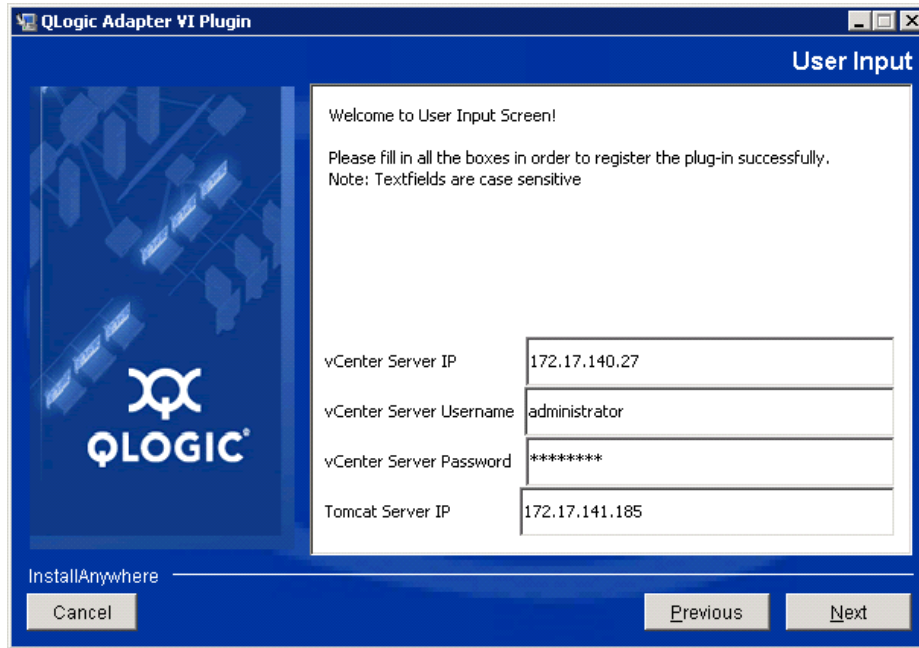 QLogic Adapter VI Plugin
User Input
Welcome to User Input Screen!
Please fill in all the boxes in order to register the plug-in successfully.
Note: Textfields are case sensitive
vCenter Server IP 172.17.140.27
vCenter Server Username administrator
vCenter Server Password ********
Tomcat Server IP 172.17.141.185
QLOGIC®
InstallAnywhere
Cancel Previous Next